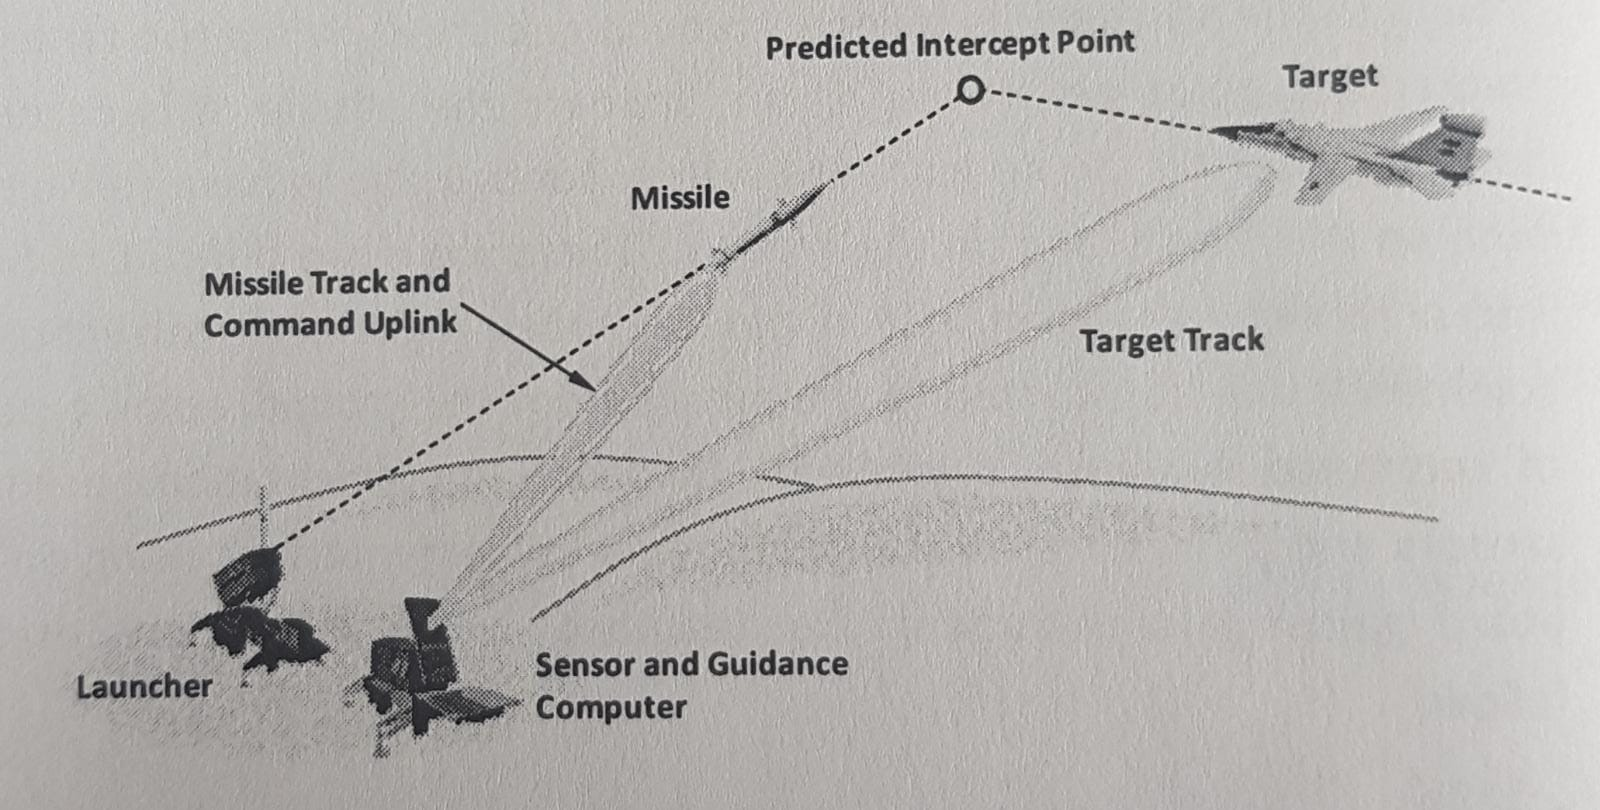 Predicted Intercept Point
Target
Missile
Missile Track and
Command Uplink
Target Track
Launcher
Sensor and Guidance
Computer